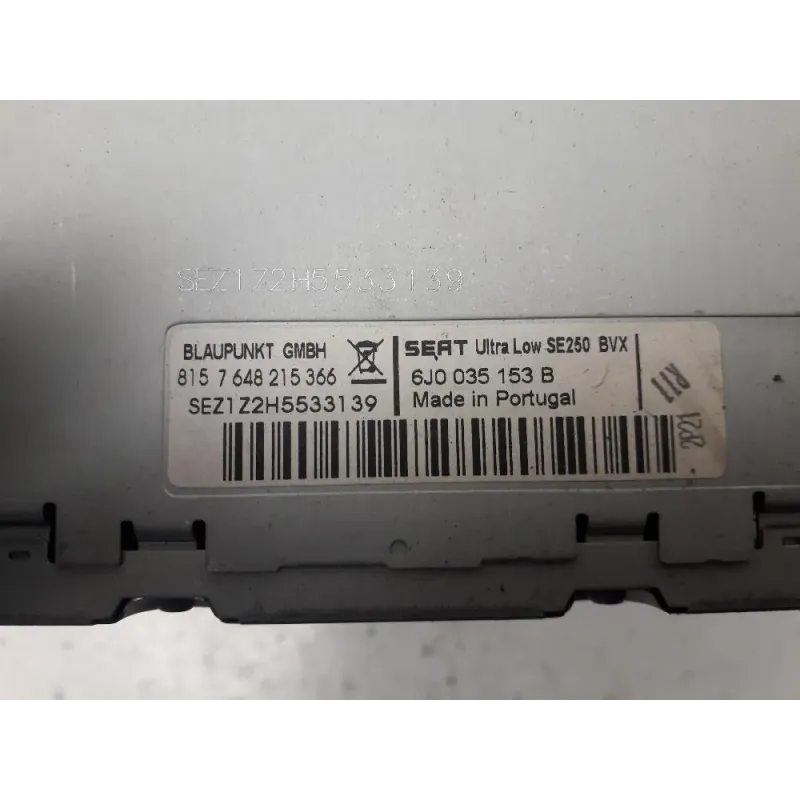 SEZ1Z2H5533139
BLAUPUNKT GMBH
815 7 648 215 366
SEZ1Z2H5533139
SEAT Ultra Low SE250 BVX
6J0 035 153 B
Made in Portugal
R11